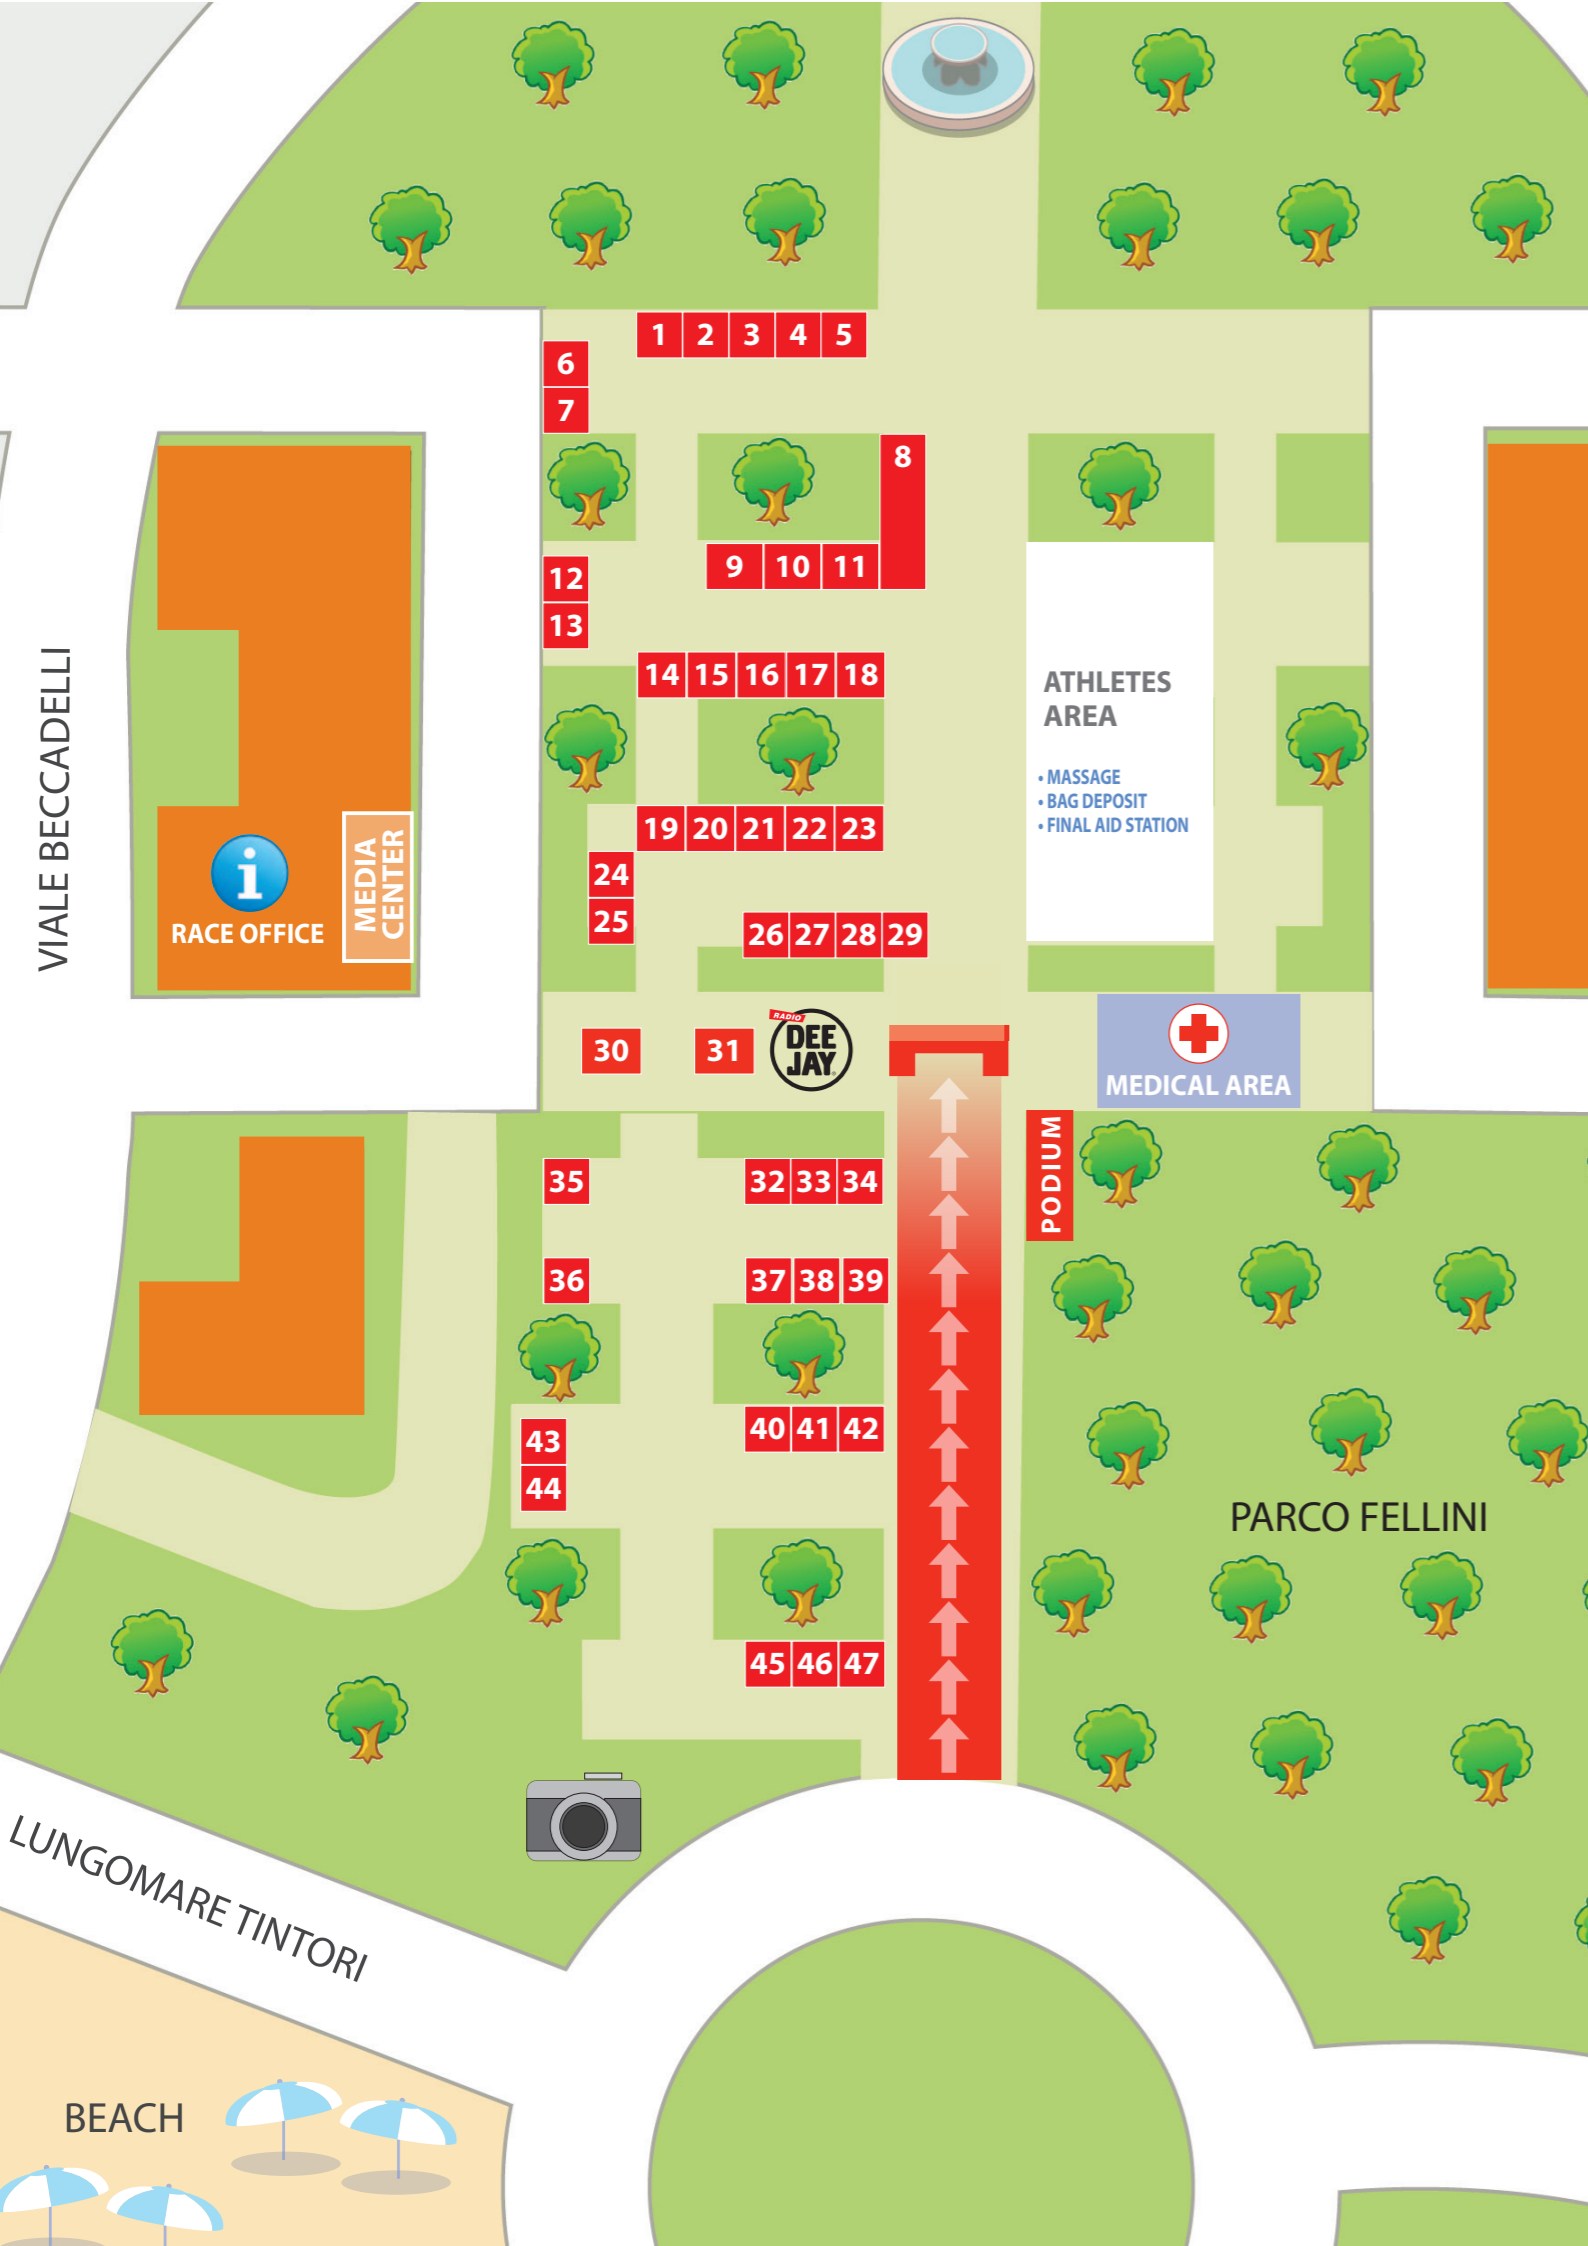 1 2 3 4 5
6
7
8
9 10 11
12
13
14 15 16 17 18
ATHLETES
AREA
• MASSAGE
• BAG DEPOSIT
• FINAL AID STATION
VIALE BECCADELLI
19 20 21 22 23
i
RACE OFFICE
MEDIA
CENTER
24
25
26 27 28 29
30
31
RADIO
DEE
JAY
MEDICAL AREA
PODIUM
35
32 33 34
36
37 38 39
40 41 42
43
44
PARCO FELLINI
45 46 47
LUNGOMARE TINTORI
BEACH